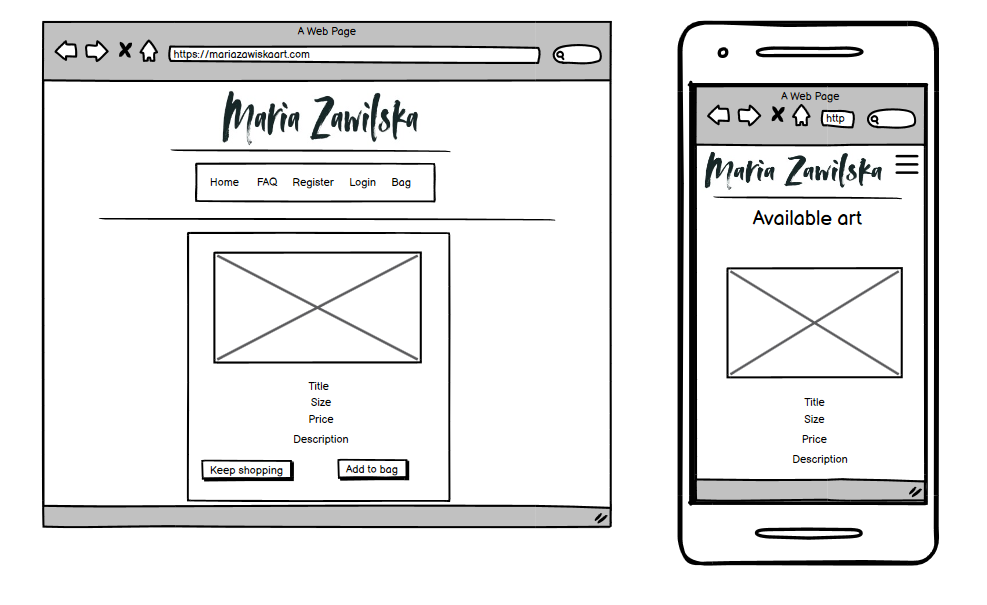 A Web Page
https://mariazawiskaart.com
Maria Zawilska
Home FAQ Register Login Bag
Title
Size
Price
Description
Keep shopping Add to bag
A Web Page
http
Maria Zawilska
Available art
Title
Size
Price
Description